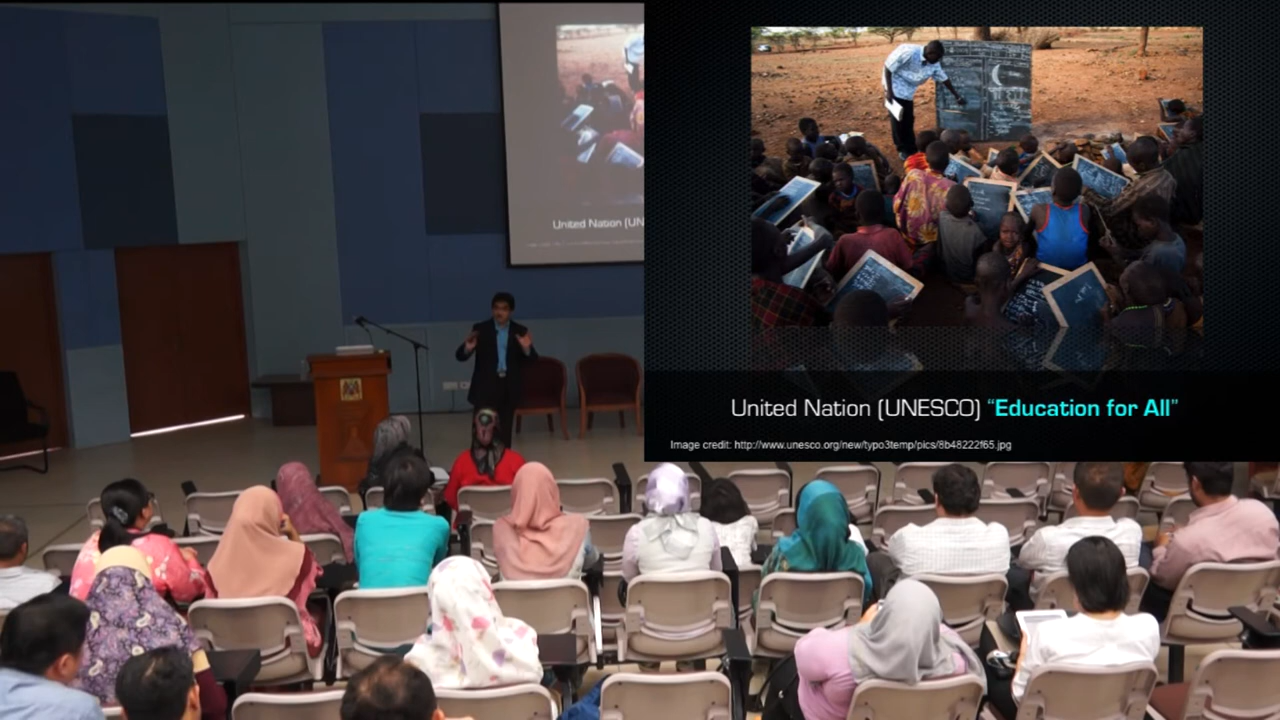 United Nation (UN
United Nation (UNESCO) “Education for All”
Image credit: http://www.unesco.org/new/typo3temp/pics/8b48222f65.jpg